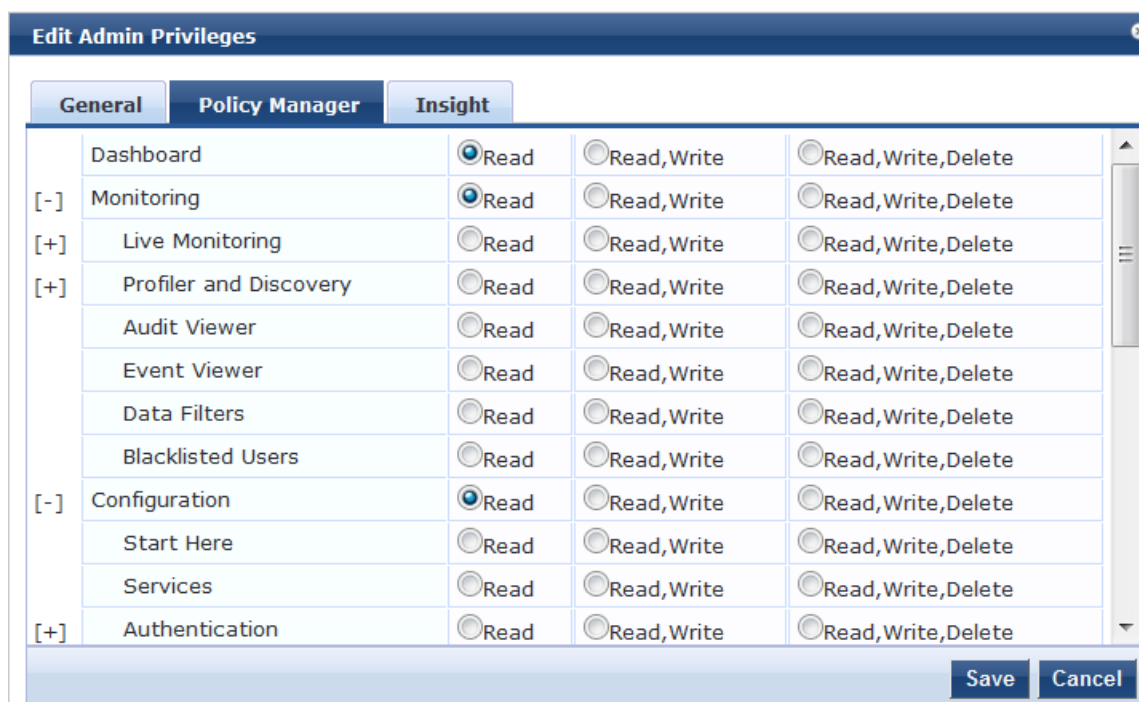 Edit Admin Privileges
General Policy Manager Insight
Dashboard Read Read,Write Read,Write,Delete
[-] Monitoring Read Read,Write Read,Write,Delete
[+] Live Monitoring Read Read,Write Read,Write,Delete
[+] Profiler and Discovery Read Read,Write Read,Write,Delete
Audit Viewer Read Read,Write Read,Write,Delete
Event Viewer Read Read,Write Read,Write,Delete
Data Filters Read Read,Write Read,Write,Delete
Blacklisted Users Read Read,Write Read,Write,Delete
[-] Configuration Read Read,Write Read,Write,Delete
Start Here Read Read,Write Read,Write,Delete
Services Read Read,Write Read,Write,Delete
[+] Authentication Read Read,Write Read,Write,Delete
Save Cancel